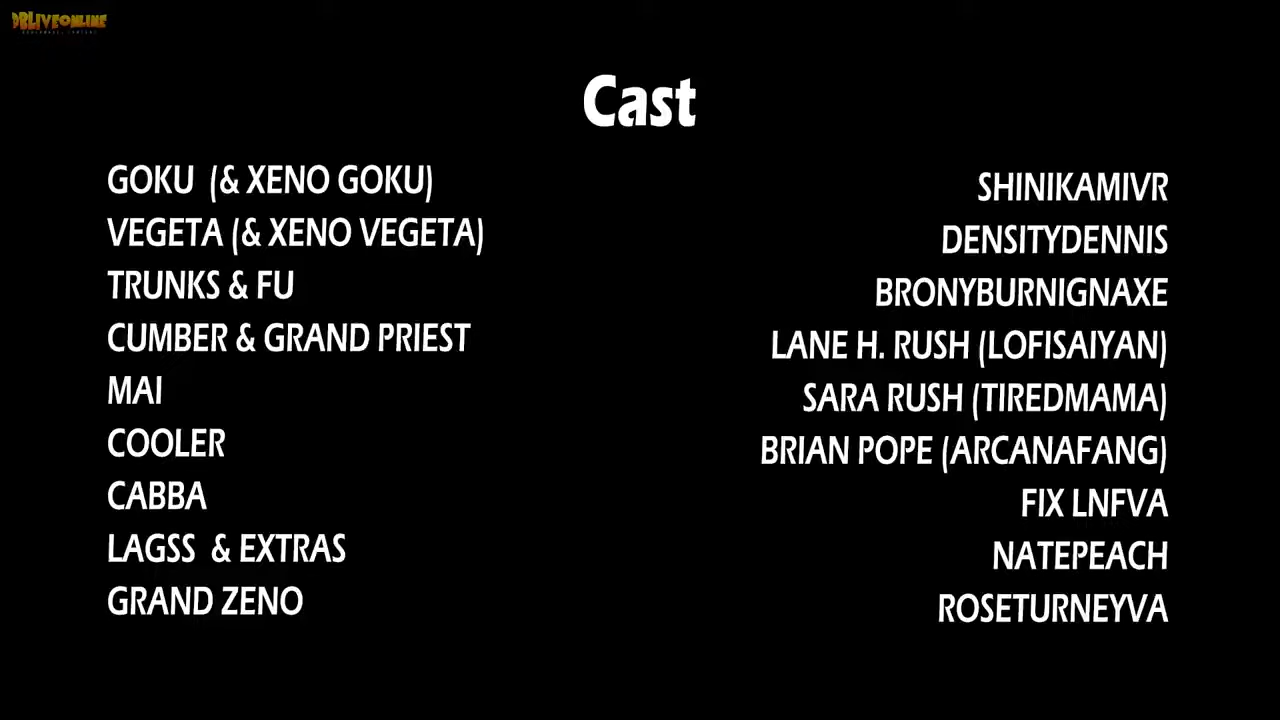 DBLIVEONLINE
Cast
GOKU (& XENO GOKU) SHINIKAMIVR
VEGETA (& XENO VEGETA) DENSITYDENNIS
TRUNKS & FU BRONYBURNIGNAXE
CUMBER & GRAND PRIEST LANE H. RUSH (LOFISAIYAN)
MAI SARA RUSH (TIREDMAMA)
COOLER BRIAN POPE (ARCANAFANG)
CABBA FIX LNFVA
LAGSS & EXTRAS NATEPEACH
GRAND ZENO ROSETURNEYVA